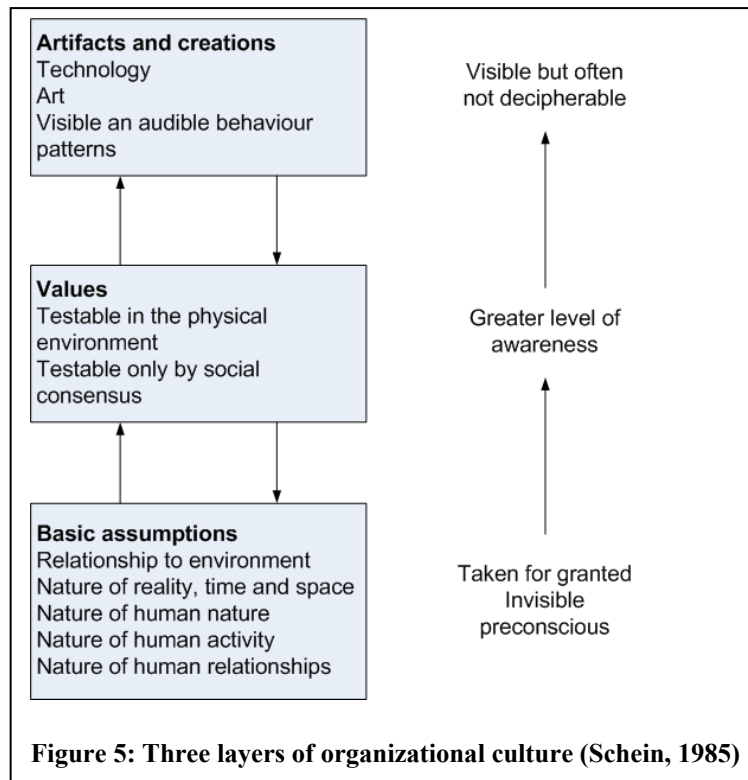 Artifacts and creations
Technology
Art
Visible an audible behaviour
patterns
Visible but often
not decipherable
Values
Testable in the physical
environment
Testable only by social
consensus
Greater level of
awareness
Basic assumptions
Relationship to environment
Nature of reality, time and space
Nature of human nature
Nature of human activity
Nature of human relationships
Taken for granted
Invisible
preconscious
Figure 5: Three layers of organizational culture (Schein, 1985)